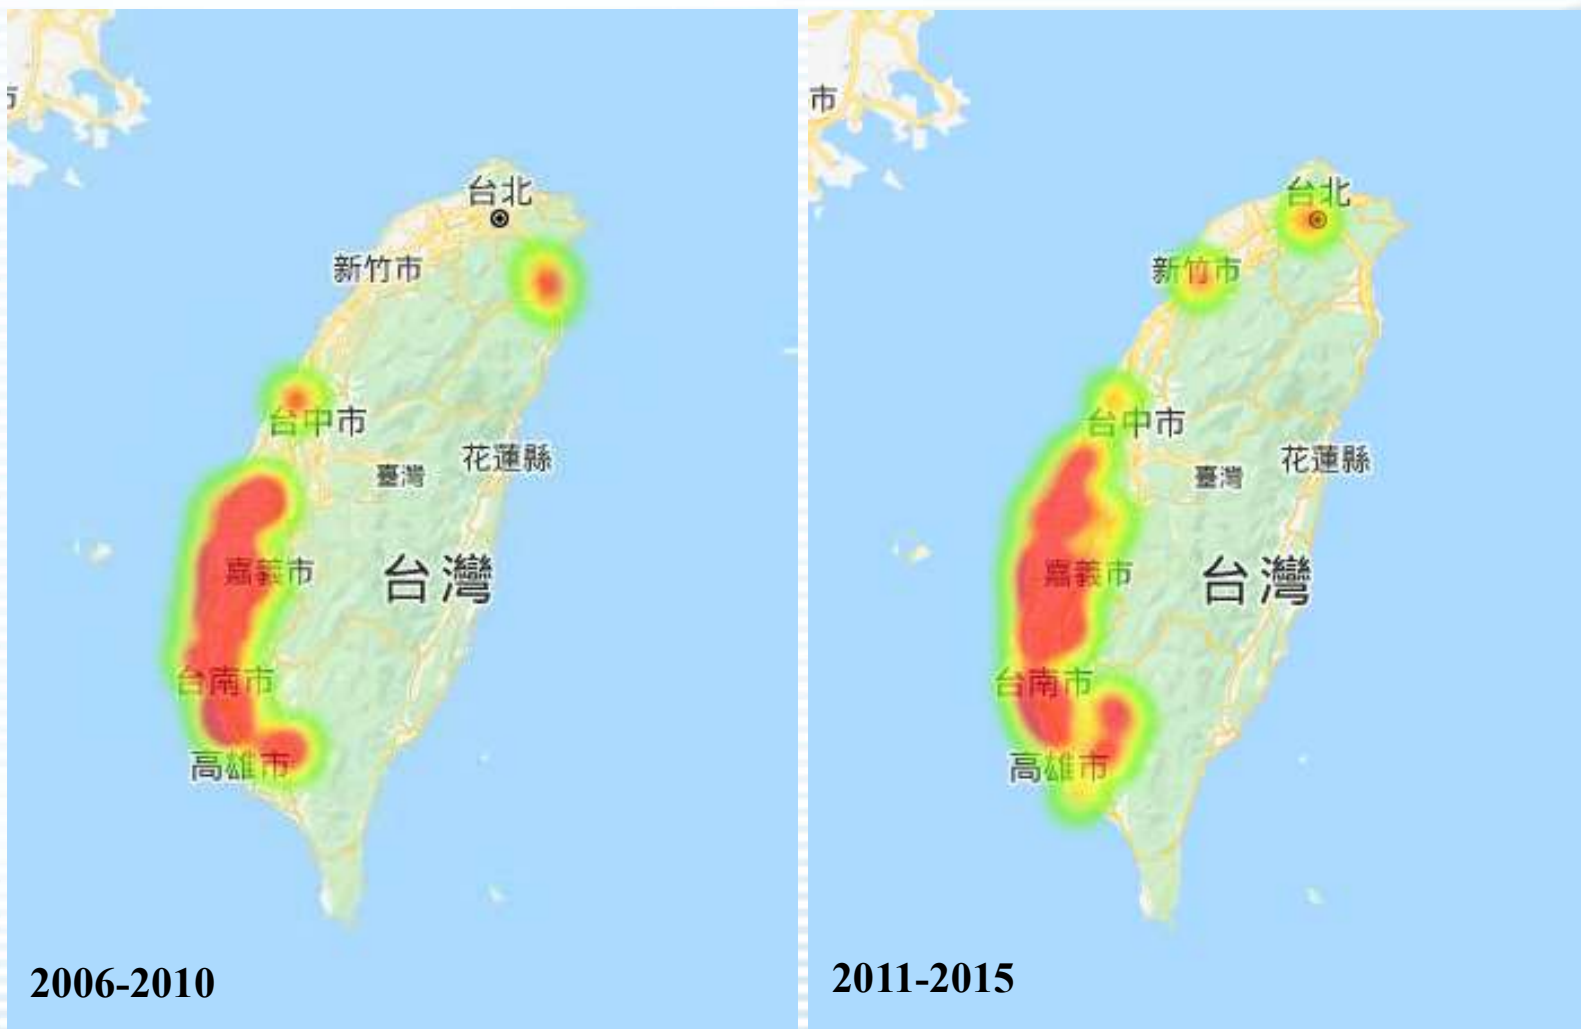 台北
新竹市
台中市
花蓮縣
臺灣
嘉義市
台灣
台南市
高雄市
2006-2010
市
台北
新竹市
台中市
花蓮縣
臺灣
嘉義市
台灣
台南市
高雄市
2011-2015